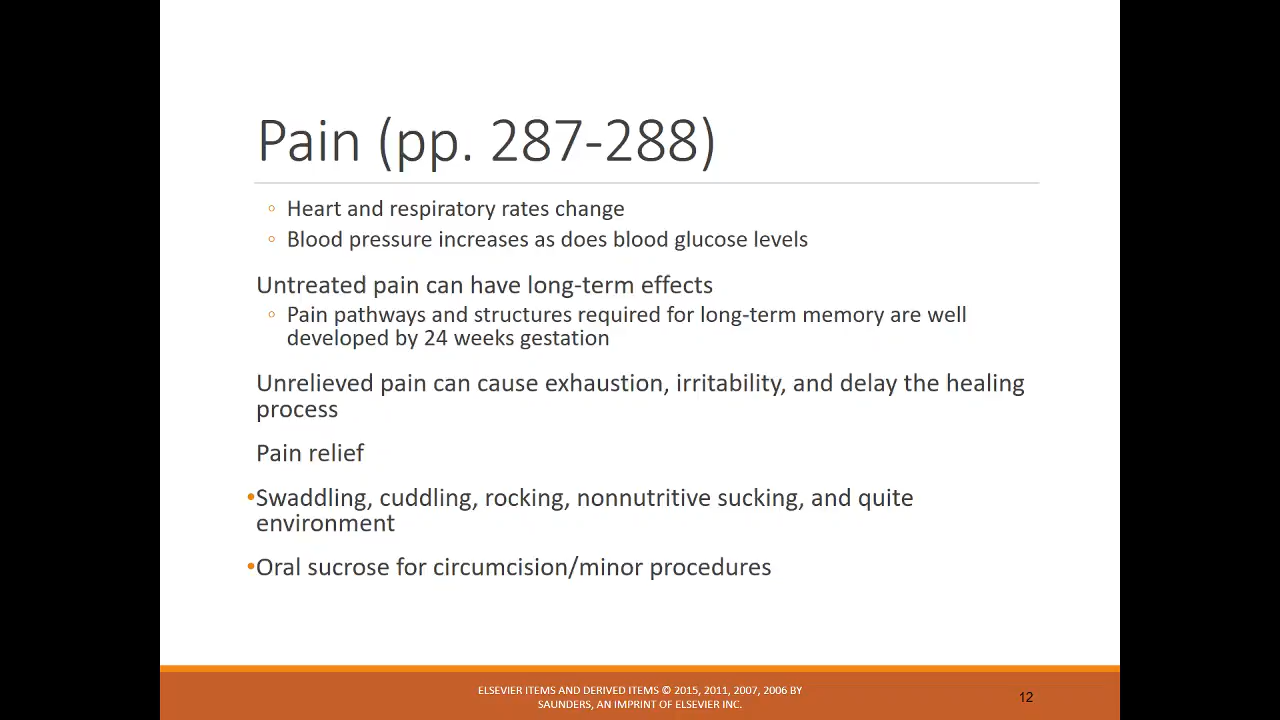 Pain (pp. 287-288)
◦ Heart and respiratory rates change
◦ Blood pressure increases as does blood glucose levels
Untreated pain can have long-term effects
◦ Pain pathways and structures required for long-term memory are well
developed by 24 weeks gestation
Unrelieved pain can cause exhaustion, irritability, and delay the healing
process
Pain relief
•Swaddling, cuddling, rocking, nonnutritive sucking, and quite
environment
•Oral sucrose for circumcision/minor procedures
ELSEVIER ITEMS AND DERIVED ITEMS © 2015, 2011, 2007, 2006 BY
SAUNDERS, AN IMPRINT OF ELSEVIER INC.
12